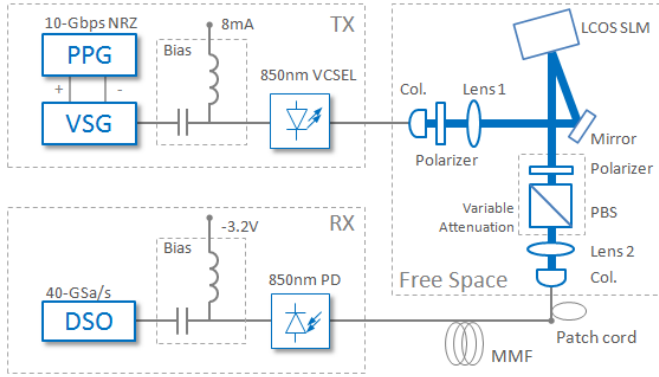 10-Gbps NRZ
PPG
+ -
VSG
Bias
8mA
TX
850nm VCSEL
Col.
Polarizer
Lens 1
LCOS SLM
Mirror
Polarizer
Variable
Attenuation
PBS
Lens 2
Col.
Free Space
Patch cord
MMF
RX
-3.2V
Bias
850nm PD
40-GSa/s
DSO